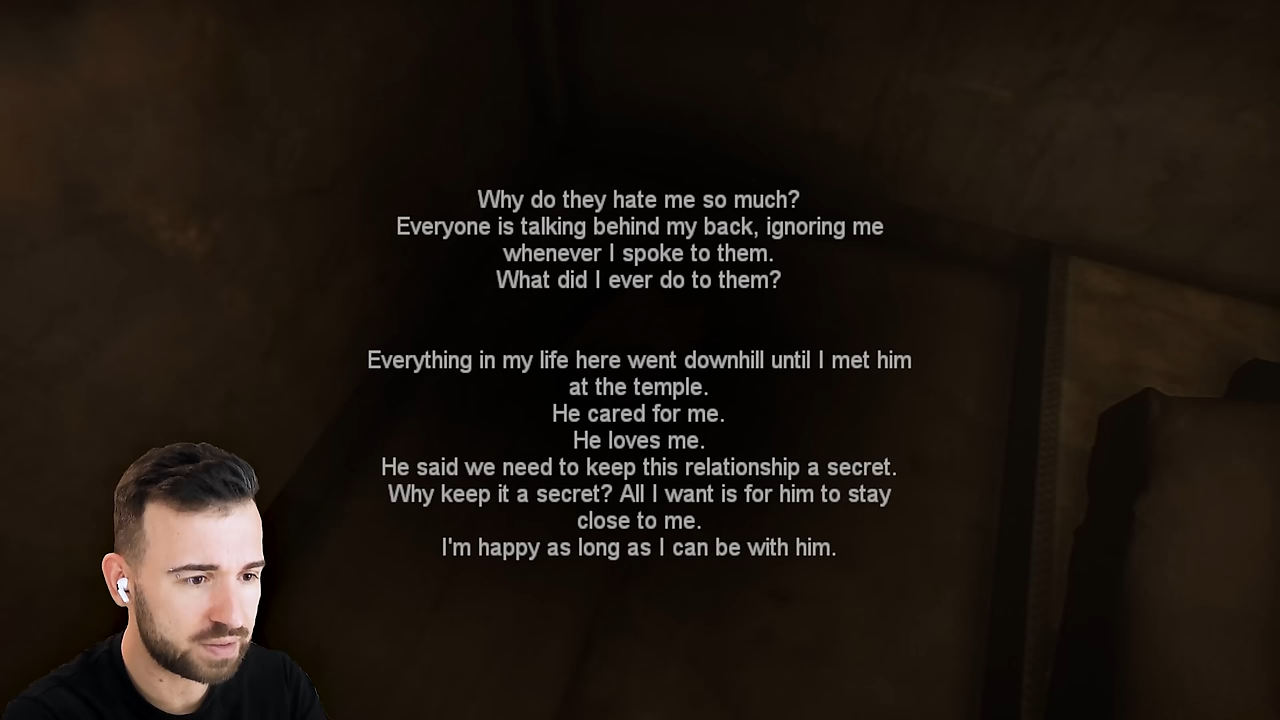 Why do they hate me so much?
Everyone is talking behind my back, ignoring me
whenever I spoke to them.
What did I ever do to them?
Everything in my life here went downhill until I met him
at the temple.
He cared for me.
He loves me.
He said we need to keep this relationship a secret.
Why keep it a secret? All I want is for him to stay
close to me.
I'm happy as long as I can be with him.